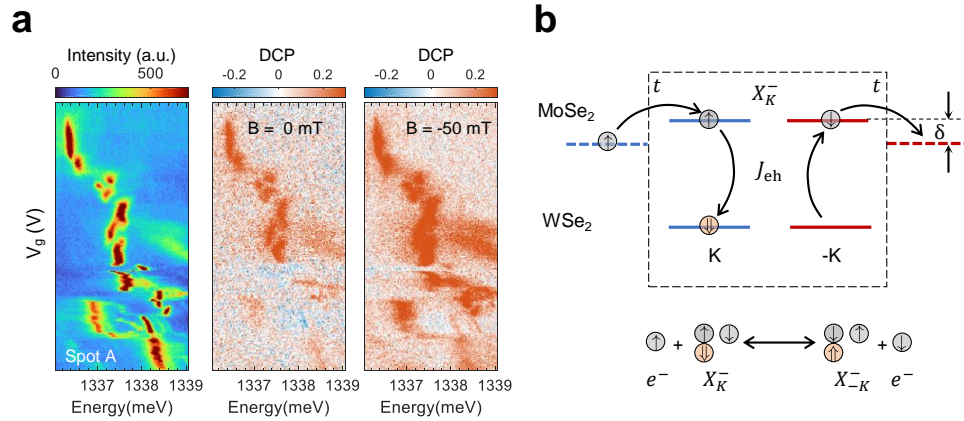 a
Intensity (a.u.)
0 500
DCP
-0.2 0 0.2
DCP
-0.2 0 0.2
V_g (V)
Spot A
B = 0 mT
B = -50 mT
1337 1338 1339
Energy(meV)
1337 1338 1339
Energy(meV)
1337 1338 1339
Energy(meV)
b
t X_K^- t
MoSe₂ ↑ ↑ ↓ δ
J_eh
WSe₂ ⇓
K -K
↑ + ↑ ↓ ↓ ↑ + ↓
⇓ ⇑
e⁻ X_K^- X_{-K}^- e⁻